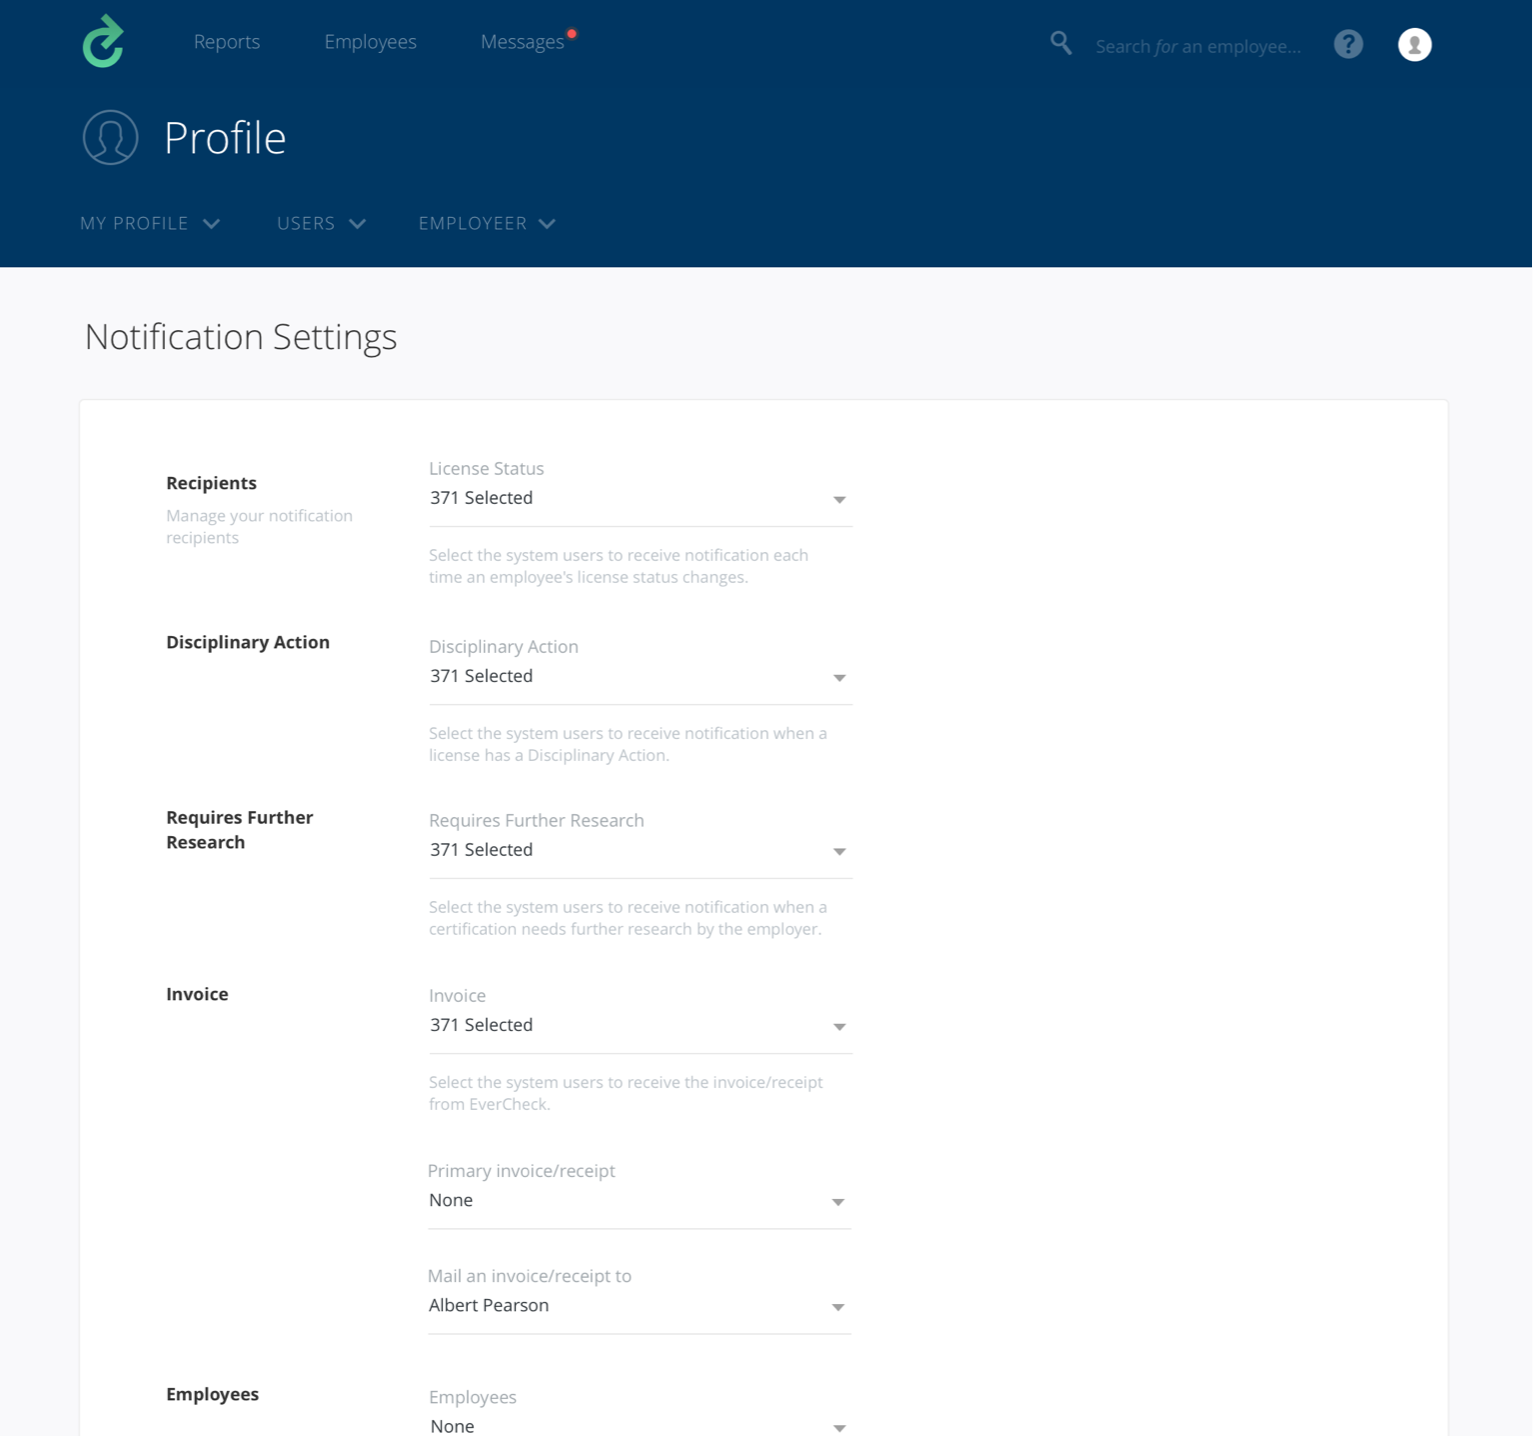 Reports
Employees
Messages
Search for an employee...
?
Profile
MY PROFILE
USERS
EMPLOYEER
Notification Settings
Recipients
Manage your notification
recipients
License Status
371 Selected
Select the system users to receive notification each
time an employee's license status changes.
Disciplinary Action
Disciplinary Action
371 Selected
Select the system users to receive notification when a
license has a Disciplinary Action.
Requires Further
Research
Requires Further Research
371 Selected
Select the system users to receive notification when a
certification needs further research by the employer.
Invoice
Invoice
371 Selected
Select the system users to receive the invoice/receipt
from EverCheck.
Primary invoice/receipt
None
Mail an invoice/receipt to
Albert Pearson
Employees
Employees
None